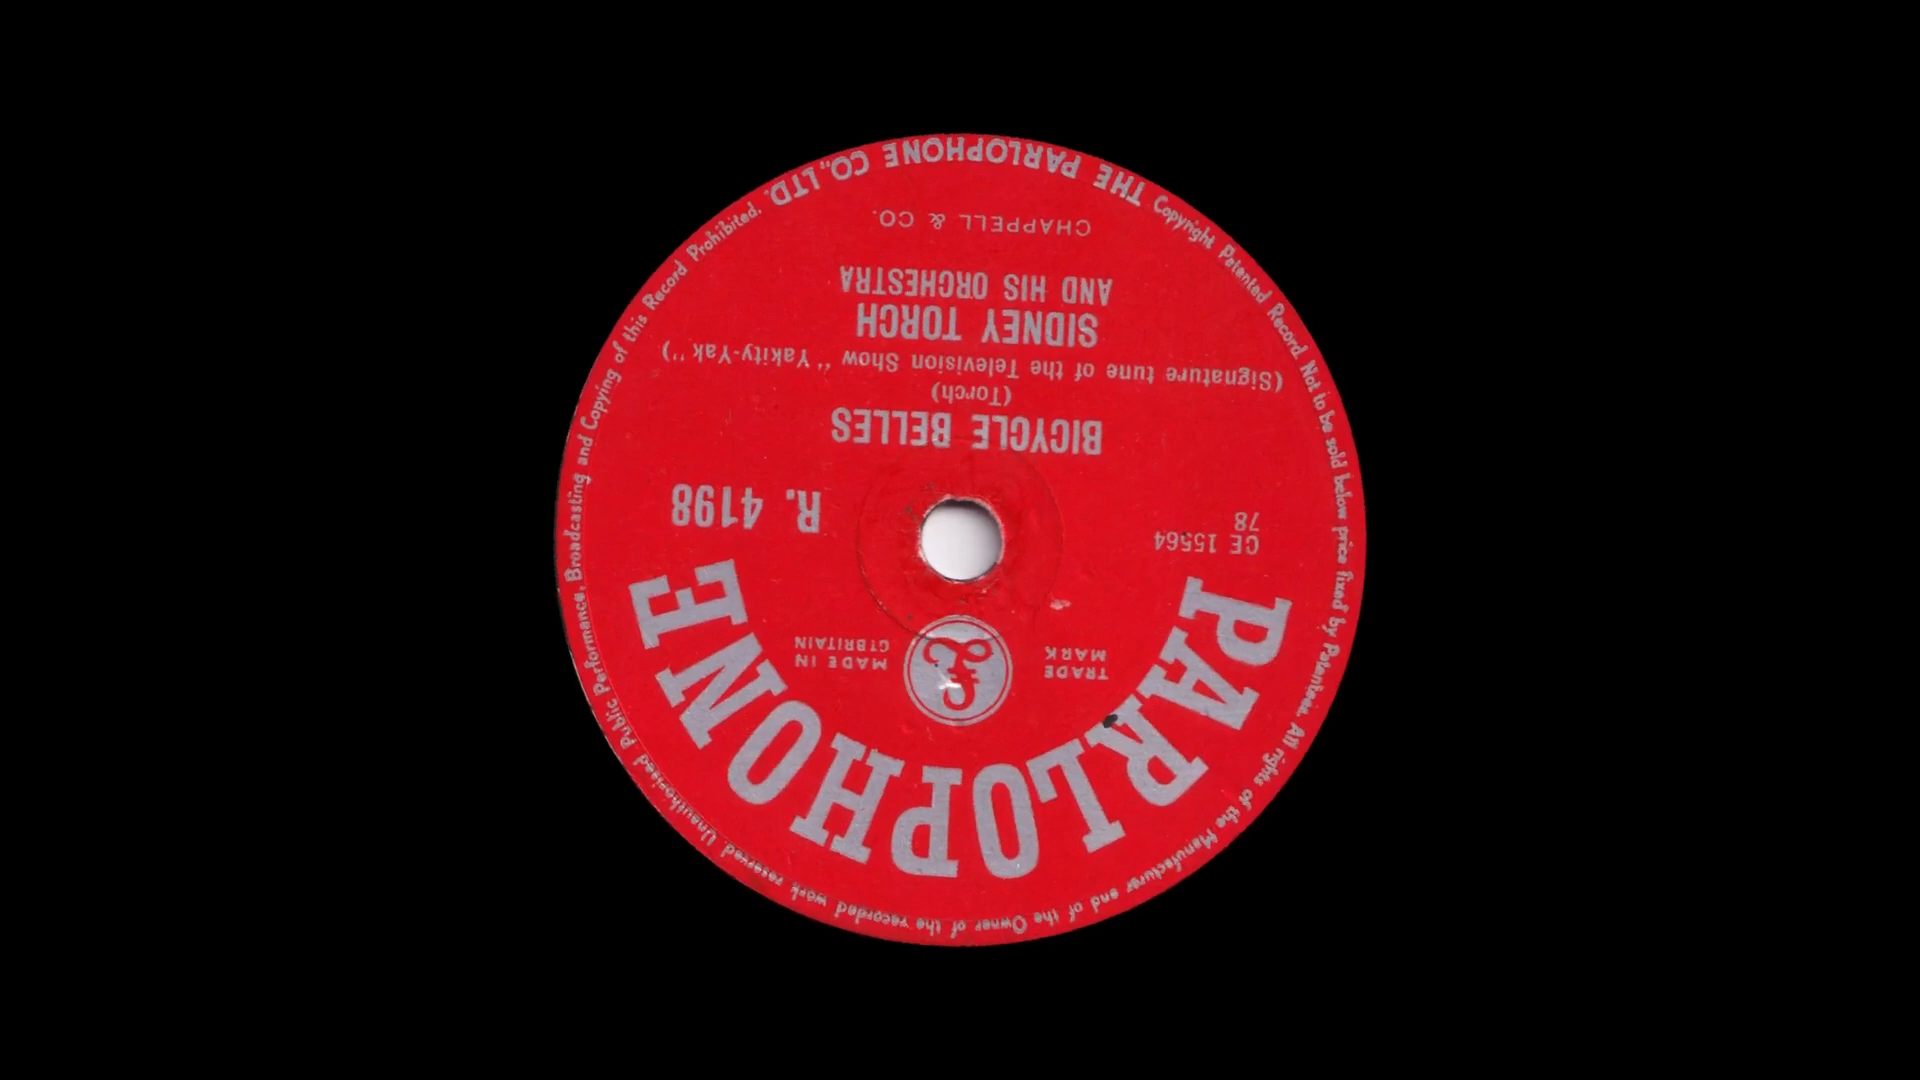 PARLOPHONE
TRADE
MARK
MADE IN
GT BRITAIN
CE 15564
78
R. 4198
BICYCLE BELLES
(Torch)
(Signature tune of the Television Show “Yakity-Yak”)
SIDNEY TORCH
AND HIS ORCHESTRA
CHAPPELL & CO.
THE PARLOPHONE CO., LTD.
Copyright Patented Record. Not to be sold below price fixed by Patentees. All rights of the Manufacturer and of the Owner of the recorded work reserved. Unauthorised Public Performance, Broadcasting and Copying of this Record Prohibited.